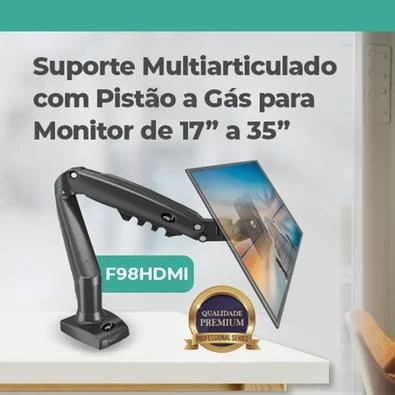 Suporte Multiarticulado
com Pistão a Gás para
Monitor de 17” a 35”
F98HDMI
QUALIDADE
PREMIUM
PROFESSIONAL SERIES